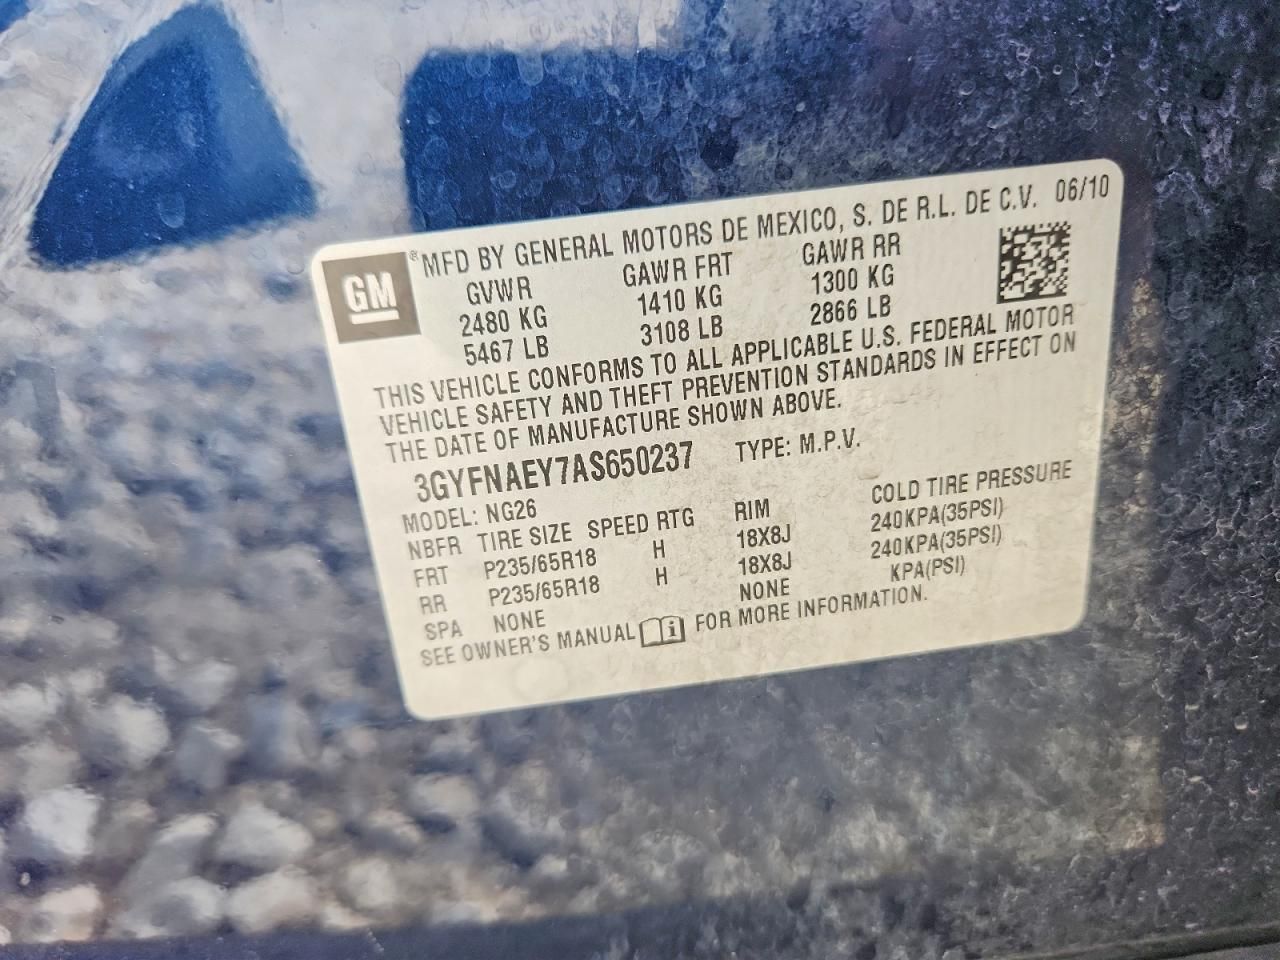 GM
® MFD BY GENERAL MOTORS DE MEXICO, S. DE R.L. DE C.V. 06/10
GVWR GAWR FRT GAWR RR
2480 KG 1410 KG 1300 KG
5467 LB 3108 LB 2866 LB
THIS VEHICLE CONFORMS TO ALL APPLICABLE U.S. FEDERAL MOTOR
VEHICLE SAFETY AND THEFT PREVENTION STANDARDS IN EFFECT ON
THE DATE OF MANUFACTURE SHOWN ABOVE.
3GYFNAEY7AS650237 TYPE: M.P.V.
MODEL: NG26
NBFR TIRE SIZE SPEED RTG RIM COLD TIRE PRESSURE
FRT P235/65R18 H 18X8J 240KPA(35PSI)
RR P235/65R18 H 18X8J 240KPA(35PSI)
SPA NONE NONE KPA(PSI)
SEE OWNER'S MANUAL FOR MORE INFORMATION.